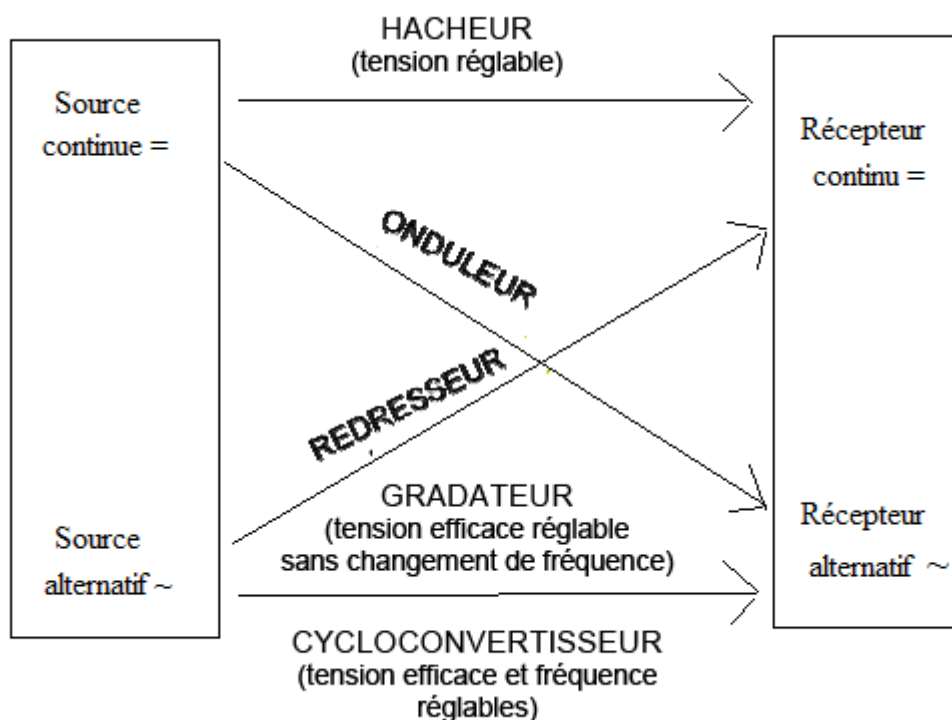 HACHEUR
(tension réglable)
Source
continue =
Récepteur
continu =
ONDULEUR
REDRESSEUR
GRADATEUR
(tension efficace réglable
sans changement de fréquence)
Source
alternatif ~
Récepteur
alternatif ~
CYCLOCONVERTISSEUR
(tension efficace et fréquence
réglables)